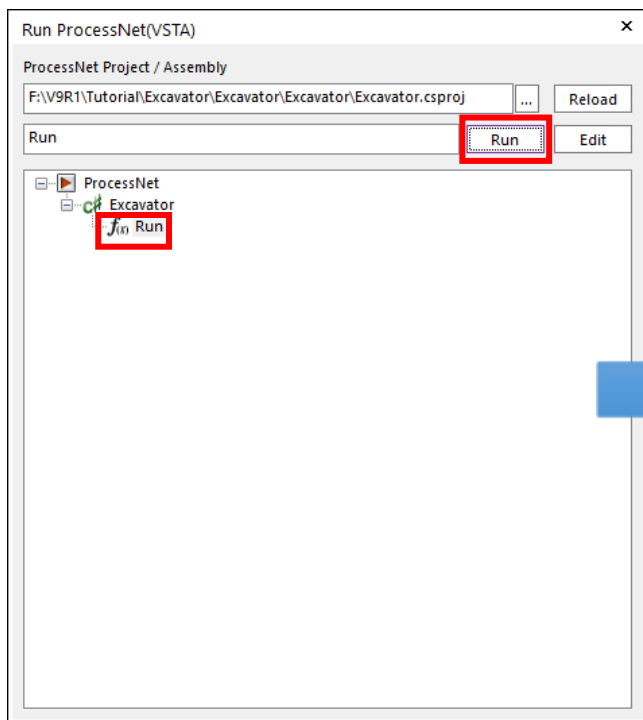 Run ProcessNet(VSTA)
ProcessNet Project / Assembly
F:\V9R1\Tutorial\Excavator\Excavator\Excavator\Excavator.csproj ... Reload
Run Run Edit
ProcessNet
C# Excavator
f(x) Run